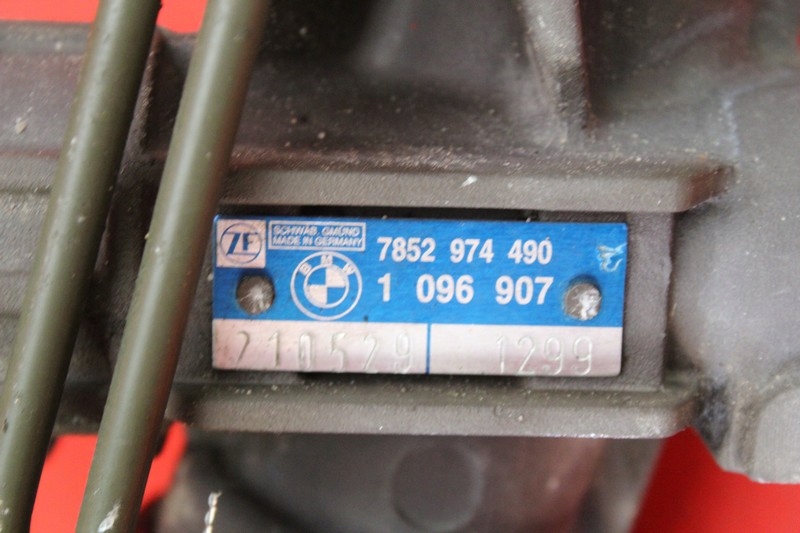 ZF
SCHWÄB. GMÜND
MADE IN GERMANY
7852 974 490
BMW
1 096 907
210529
1299